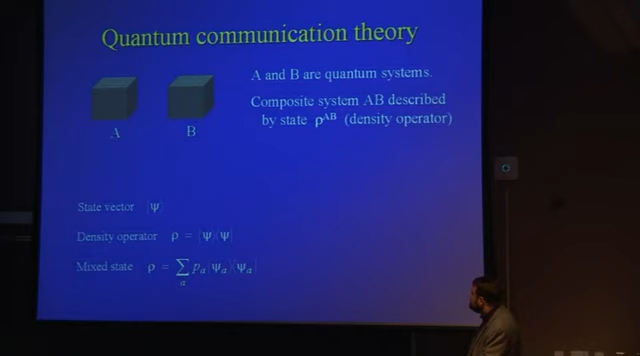 Quantum communication theory
A and B are quantum systems.
Composite system AB described
by state ρ^AB (density operator)
A
B
State vector |ψ⟩
Density operator ρ = |ψ⟩⟨ψ|
Mixed state ρ = ∑_a p_a |ψ_a⟩⟨ψ_a|